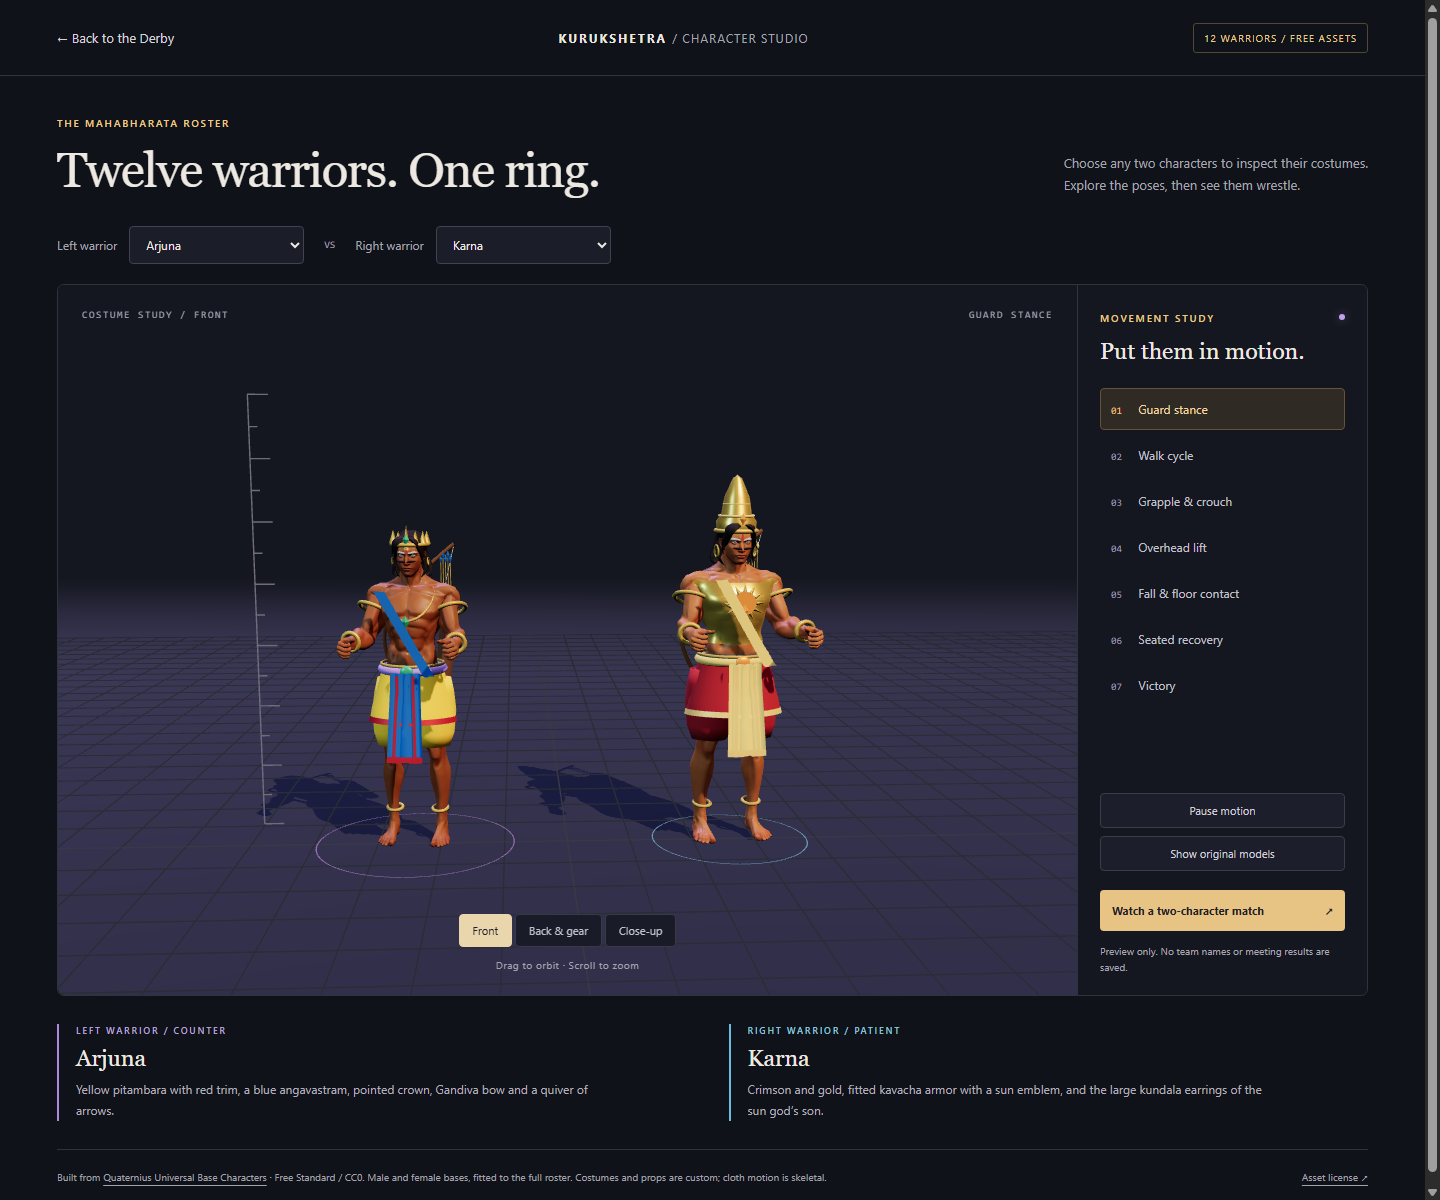 ← Back to the Derby
KURUKSHETRA / CHARACTER STUDIO
12 WARRIORS / FREE ASSETS
THE MAHABHARATA ROSTER
Twelve warriors. One ring.
Choose any two characters to inspect their costumes.
Explore the poses, then see them wrestle.
Left warrior
Arjuna
VS
Right warrior
Karna
COSTUME STUDY / FRONT
GUARD STANCE
Front
Back & gear
Close-up
Drag to orbit · Scroll to zoom
MOVEMENT STUDY
Put them in motion.
01 Guard stance
02 Walk cycle
03 Grapple & crouch
04 Overhead lift
05 Fall & floor contact
06 Seated recovery
07 Victory
Pause motion
Show original models
Watch a two-character match ↗
Preview only. No team names or meeting results are
saved.
LEFT WARRIOR / COUNTER
Arjuna
Yellow pitambara with red trim, a blue angavastram, pointed crown, Gandiva bow and a quiver of
arrows.
RIGHT WARRIOR / PATIENT
Karna
Crimson and gold, fitted kavacha armor with a sun emblem, and the large kundala earrings of the
sun god's son.
Built from Quaternius Universal Base Characters · Free Standard / CC0. Male and female bases, fitted to the full roster. Costumes and props are custom; cloth motion is skeletal.
Asset license ↗